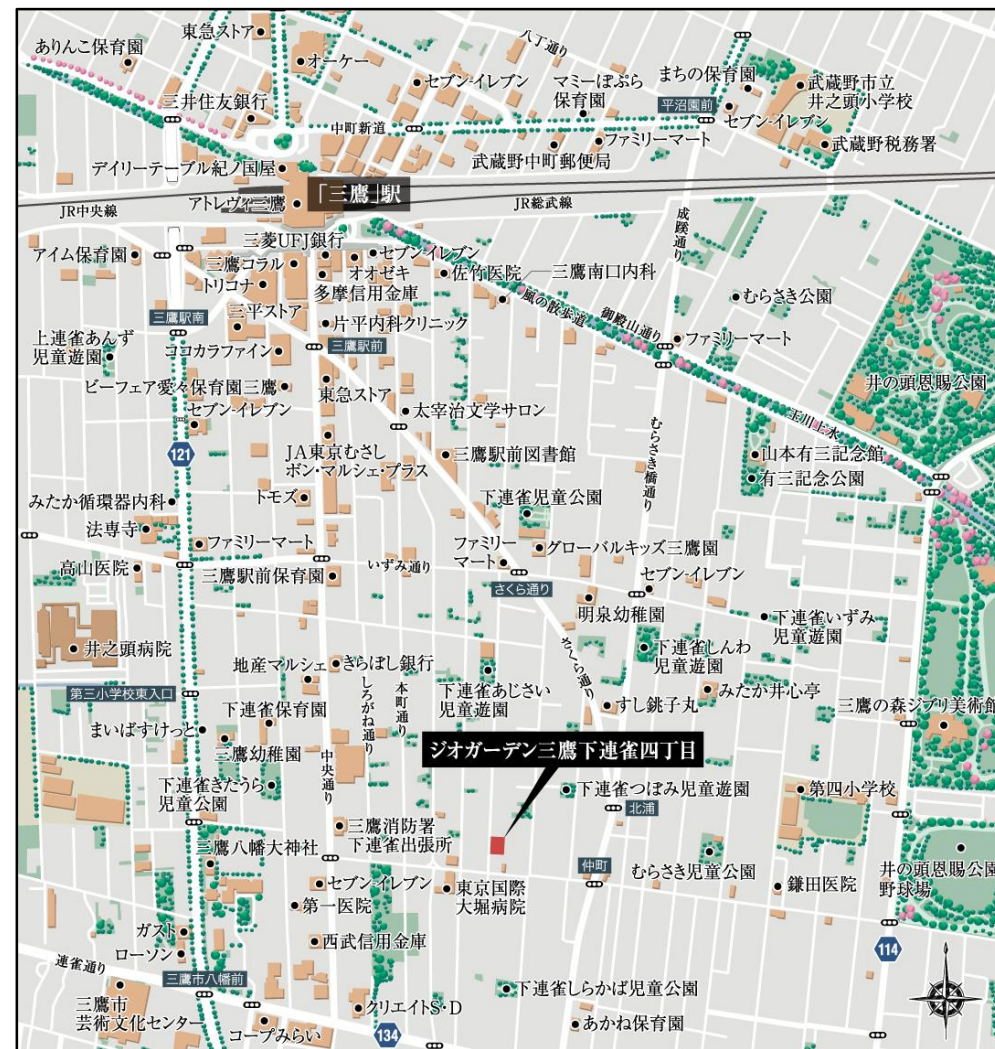 東急ストア
ありんこ保育園
オーケー
八丁通り
セブン-イレブン
マミーぽぷら
保育園
まちの保育園
武蔵野市立
井之頭小学校
三井住友銀行
平沼園前
セブン-イレブン
中町新道
ファミリーマート
武蔵野中町郵便局
武蔵野税務署
デイリーテーブル紀ノ国屋
アトレヴィ三鷹
「三鷹」駅
JR中央線
JR総武線
成蹊通り
三菱UFJ銀行
アイム保育園
三鷹コラル
セブン-イレブン
オオゼキ
佐竹医院
三鷹南口内科
トリコナ
多摩信用金庫
風の散歩道
御殿山通り
むらさき公園
三鷹駅南
三平ストア
片平内科クリニック
ファミリーマート
上連雀あんず
児童遊園
ココカラファイン
三鷹駅前
井の頭恩賜公園
ビーフェア愛々保育園三鷹
東急ストア
セブン-イレブン
太宰治文学サロン
玉川上水
121
JA東京むさし
ボン・マルシェ・プラス
三鷹駅前図書館
むらさき橋通り
山本有三記念館
有三記念公園
みたか循環器内科
トモズ
下連雀児童公園
法専寺
ファミリーマート
ファミリー
マート
グローバルキッズ三鷹園
高山医院
三鷹駅前保育園
いずみ通り
さくら通り
セブン-イレブン
明泉幼稚園
下連雀いずみ
児童遊園
井之頭病院
さくら通り
下連雀しんわ
児童遊園
地産マルシェ
きらぼし銀行
第三小学校東入口
しろがね通り
本町通り
下連雀あじさい
児童遊園
すし銚子丸
みたか井心亭
三鷹の森ジブリ美術館
下連雀保育園
まいばすけっと
三鷹幼稚園
中央通り
ジオガーデン三鷹下連雀四丁目
下連雀きたうら
児童公園
下連雀つぼみ児童遊園
第四小学校
北浦
三鷹消防署
下連雀出張所
三鷹八幡大神社
仲町
むらさき児童公園
井の頭恩賜公園
野球場
セブン-イレブン
東京国際
大堀病院
鎌田医院
第一医院
ガスト
ローソン
西武信用金庫
114
連雀通り
三鷹市八幡前
三鷹市
芸術文化センター
クリエイトS・D
下連雀しらかば児童公園
コープみらい
134
あかね保育園